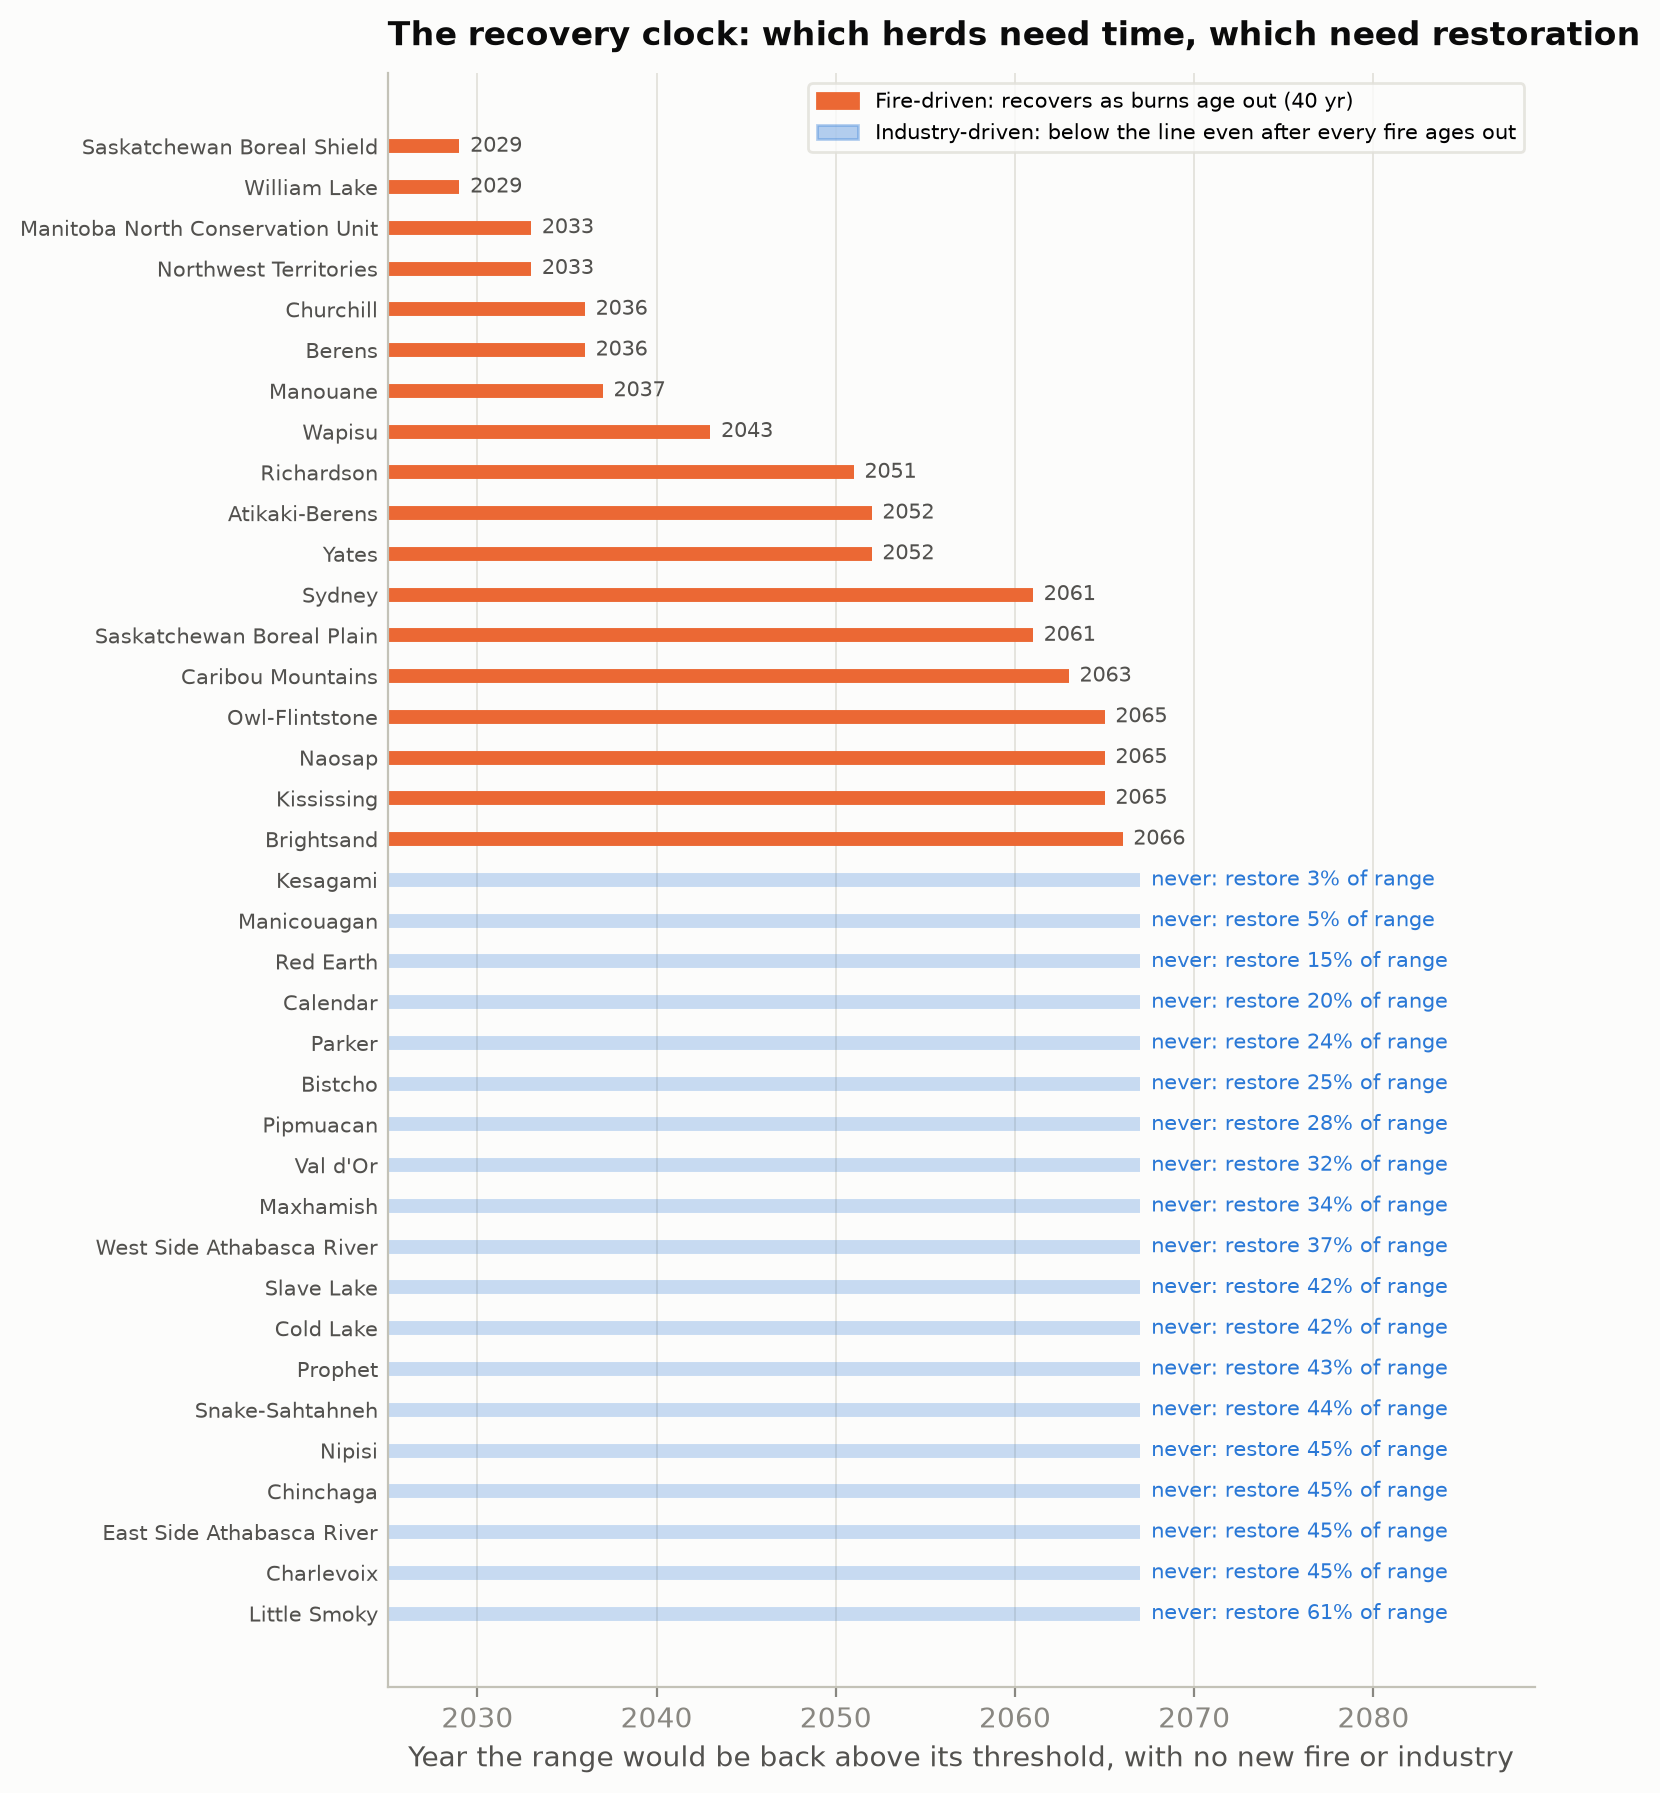 The recovery clock: which herds need time, which need restoration
Fire-driven: recovers as burns age out (40 yr)
Industry-driven: below the line even after every fire ages out
Saskatchewan Boreal Shield 2029
William Lake 2029
Manitoba North Conservation Unit 2033
Northwest Territories 2033
Churchill 2036
Berens 2036
Manouane 2037
Wapisu 2043
Richardson 2051
Atikaki-Berens 2052
Yates 2052
Sydney 2061
Saskatchewan Boreal Plain 2061
Caribou Mountains 2063
Owl-Flintstone 2065
Naosap 2065
Kississing 2065
Brightsand 2066
Kesagami never: restore 3% of range
Manicouagan never: restore 5% of range
Red Earth never: restore 15% of range
Calendar never: restore 20% of range
Parker never: restore 24% of range
Bistcho never: restore 25% of range
Pipmuacan never: restore 28% of range
Val d'Or never: restore 32% of range
Maxhamish never: restore 34% of range
West Side Athabasca River never: restore 37% of range
Slave Lake never: restore 42% of range
Cold Lake never: restore 42% of range
Prophet never: restore 43% of range
Snake-Sahtahneh never: restore 44% of range
Nipisi never: restore 45% of range
Chinchaga never: restore 45% of range
East Side Athabasca River never: restore 45% of range
Charlevoix never: restore 45% of range
Little Smoky never: restore 61% of range
2030 2040 2050 2060 2070 2080
Year the range would be back above its threshold, with no new fire or industry